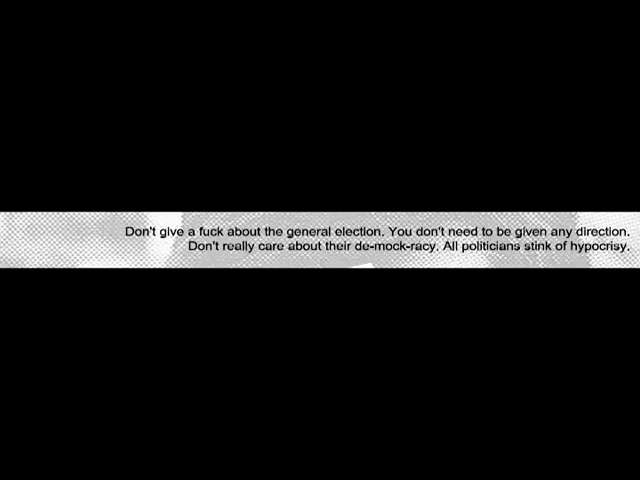 Don't give a fuck about the general election. You don't need to be given any direction.
Don't really care about their de-mock-racy. All politicians stink of hypocrisy.